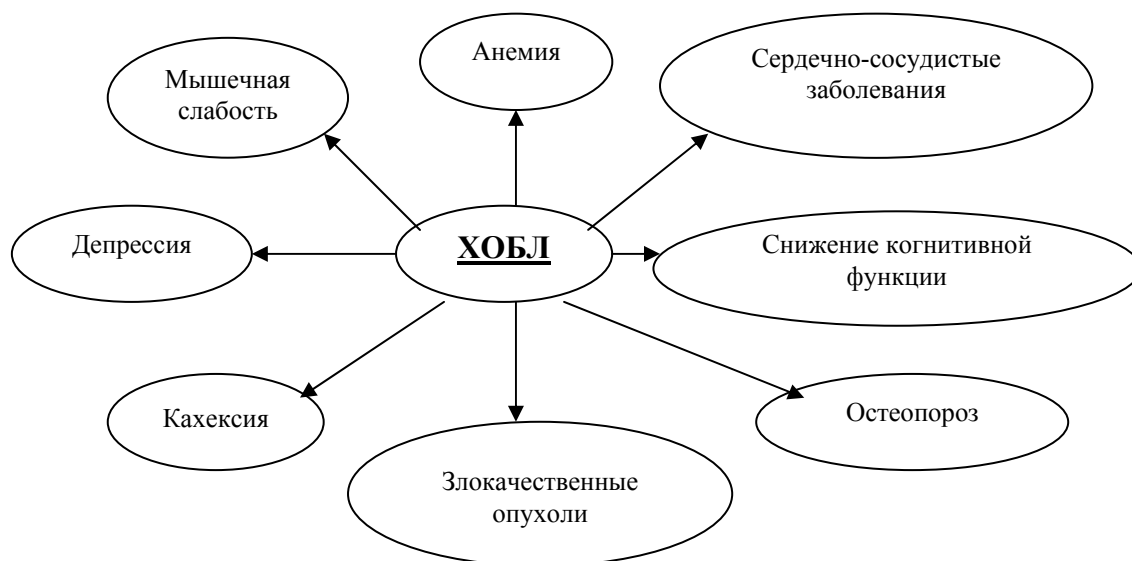 Анемия
Сердечно-сосудистые
заболевания
Мышечная
слабость
Депрессия
ХОБЛ
Снижение когнитивной
функции
Кахексия
Остеопороз
Злокачественные
опухоли